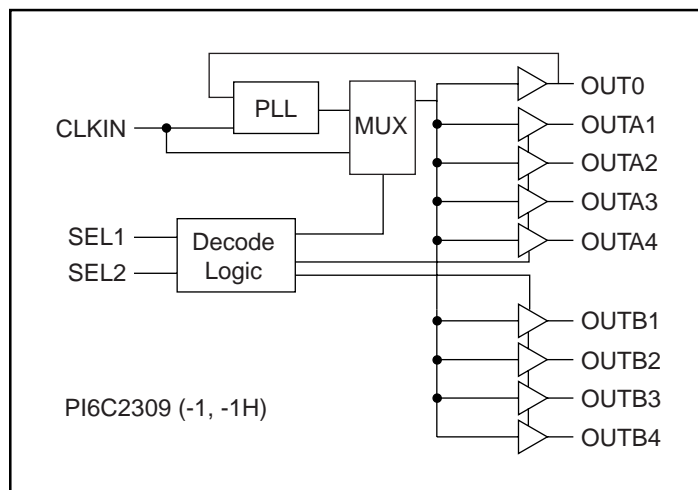 PLL
MUX
CLKIN
SEL1
SEL2
Decode
Logic
OUT0
OUTA1
OUTA2
OUTA3
OUTA4
OUTB1
OUTB2
OUTB3
OUTB4
PI6C2309 (-1, -1H)